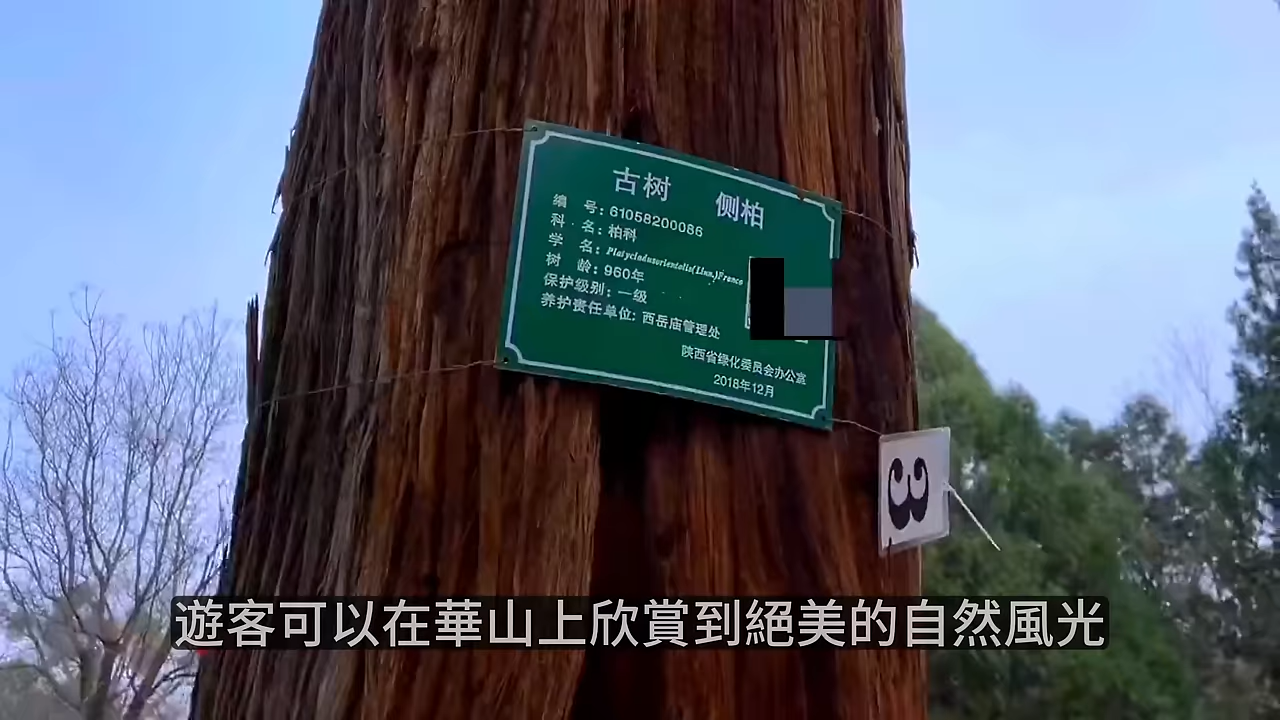 古树 侧柏
编 号: 61058200086
科 名: 柏科
学 名: Platycladusorientalis(Linn.)Franco
树 龄: 960年
保护级别: 一级
养护责任单位: 西岳庙管理处
陕西省绿化委员会办公室
2018年12月
遊客可以在華山上欣賞到絕美的自然風光